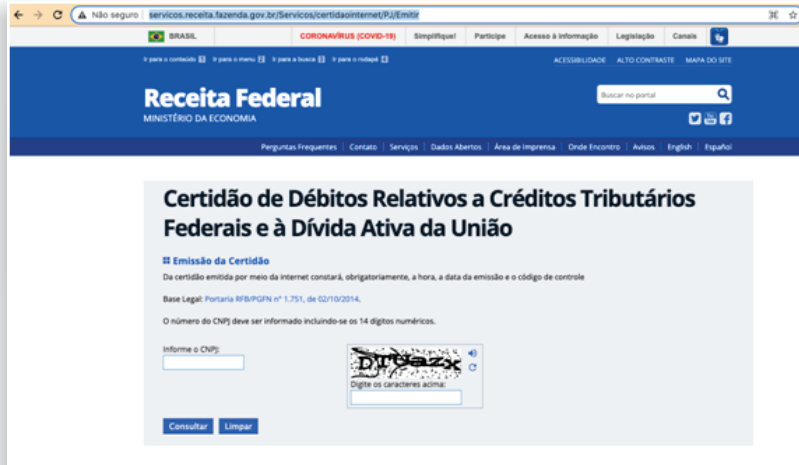 Não seguro | servicos.receita.fazenda.gov.br/Servicos/certidaointernet/PJ/Emitir
BRASIL CORONAVÍRUS (COVID-19) Simplifique! Participe Acesso à informação Legislação Canais
Ir para o conteúdo 1 Ir para o menu 2 Ir para a busca 3 Ir para o rodapé 4 ACESSIBILIDADE ALTO CONTRASTE MAPA DO SITE
Receita Federal
Buscar no portal
MINISTÉRIO DA ECONOMIA
Perguntas Frequentes | Contato | Serviços | Dados Abertos | Área de Imprensa | Onde Encontro | Avisos | English | Español
Certidão de Débitos Relativos a Créditos Tributários
Federais e à Dívida Ativa da União
Emissão da Certidão
Da certidão emitida por meio da internet constará, obrigatoriamente, a hora, a data da emissão e o código de controle
Base Legal: Portaria RFB/PGFN nº 1.751, de 02/10/2014.
O número do CNPJ deve ser informado incluindo-se os 14 dígitos numéricos.
Informe o CNPJ:
Digite os caracteres acima:
Consultar Limpar